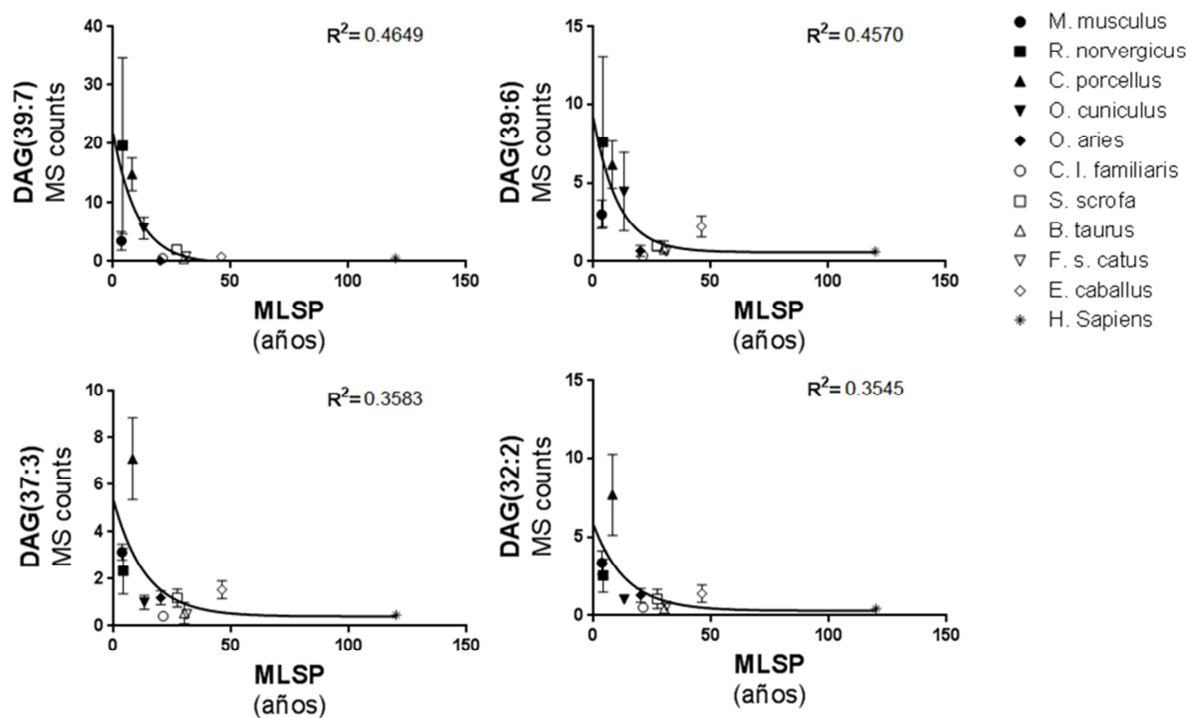 R²= 0.4649
DAG(39:7)
MS counts
40
30
20
10
0
0
50
100
150
MLSP
(años)
R²= 0.4570
DAG(39:6)
MS counts
15
10
5
0
0
50
100
150
MLSP
(años)
M. musculus
R. norvergicus
C. porcellus
O. cuniculus
O. aries
C. l. familiaris
S. scrofa
B. taurus
F. s. catus
E. caballus
H. Sapiens
R²= 0.3583
DAG(37:3)
MS counts
10
8
6
4
2
0
0
50
100
150
MLSP
(años)
R²= 0.3545
DAG(32:2)
MS counts
15
10
5
0
0
50
100
150
MLSP
(años)